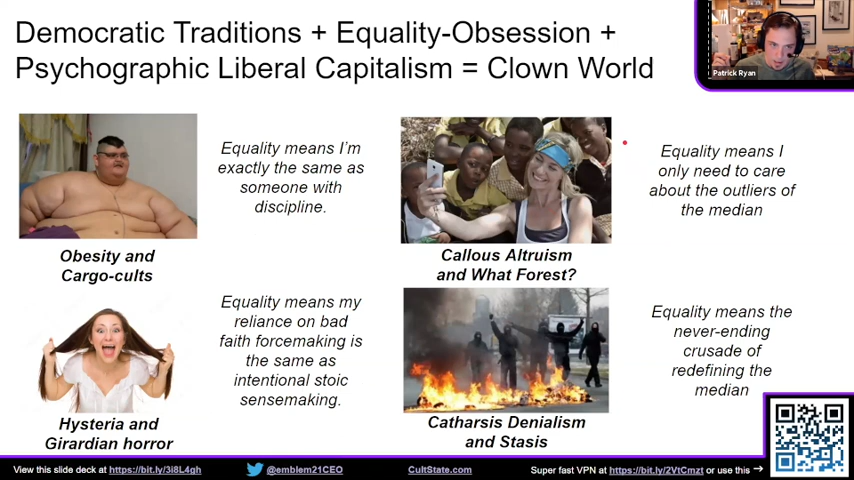 Democratic Traditions + Equality-Obsession +
Psychographic Liberal Capitalism = Clown World
Patrick Ryan
Equality means I'm
exactly the same as
someone with
discipline.
Obesity and
Cargo-cults
Equality means I
only need to care
about the outliers of
the median
Callous Altruism
and What Forest?
Equality means my
reliance on bad
faith forcemaking is
the same as
intentional stoic
sensemaking.
Hysteria and
Girardian horror
Equality means the
never-ending
crusade of
redefining the
median
Catharsis Denialism
and Stasis
View this slide deck at https://bit.ly/3i8L4gh
@emblem21CEO
CultState.com
Super fast VPN at https://bit.ly/2VtCmzt or use this →